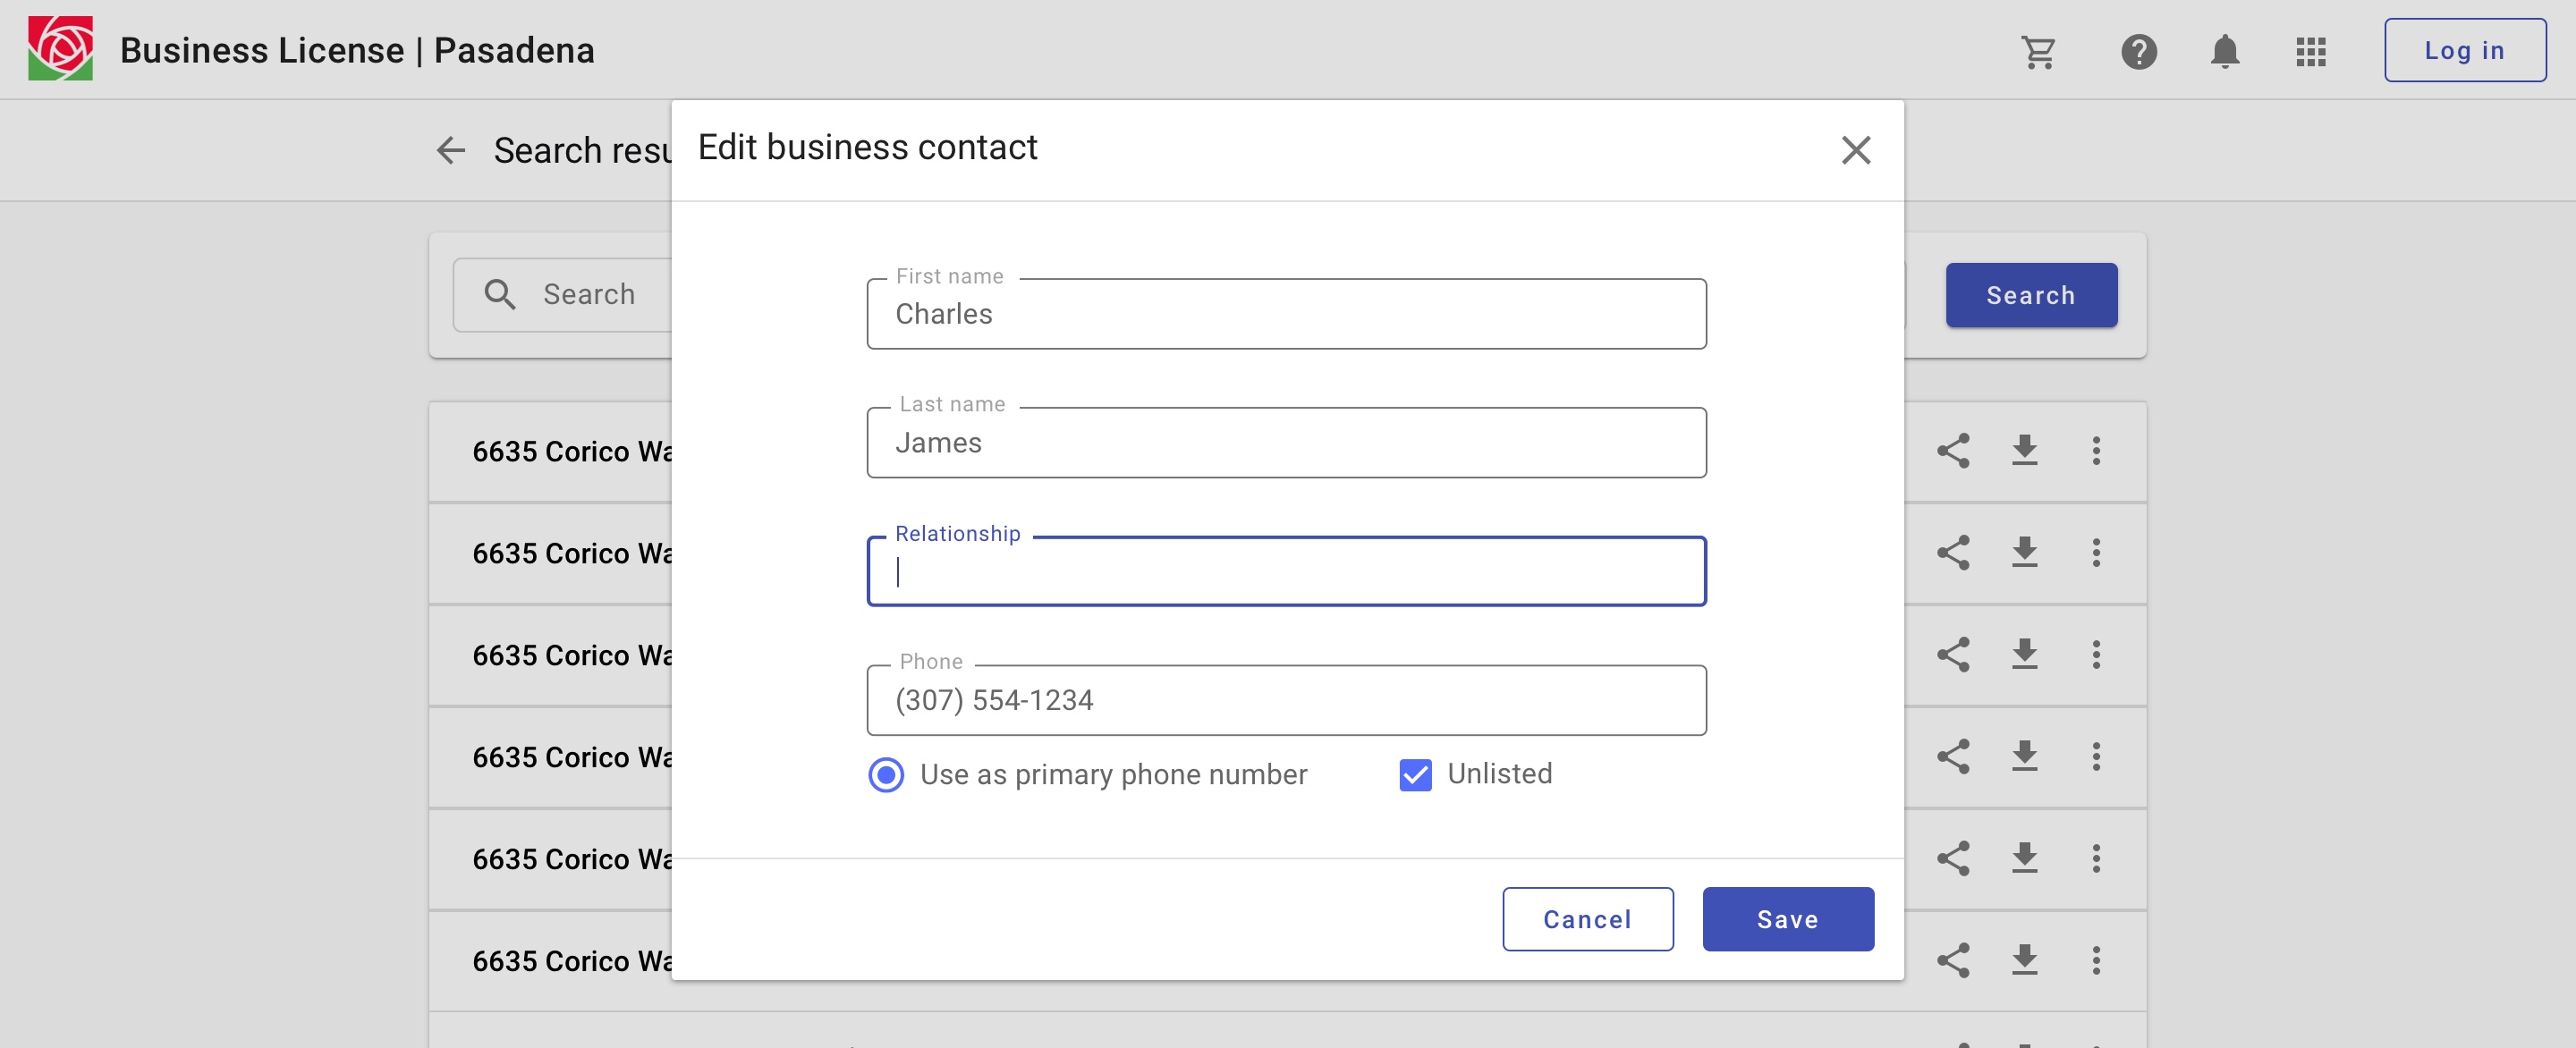 Business License | Pasadena
Log in
Search resu
Edit business contact
Search
Search
First name
Charles
Last name
James
Relationship
Phone
(307) 554-1234
Use as primary phone number
Unlisted
6635 Corico Wa
6635 Corico Wa
6635 Corico Wa
6635 Corico Wa
6635 Corico Wa
6635 Corico Wa
Cancel
Save